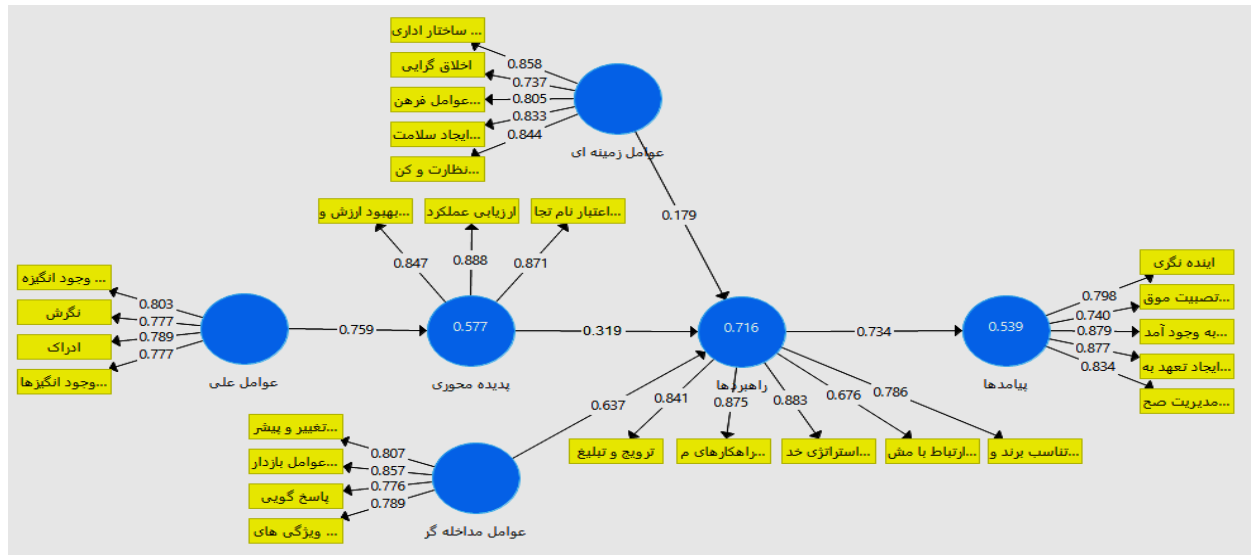 ساختار اداری ...
0.858
اخلاق گرایی
0.737
عوامل فرهن...
0.805
ایجاد سلامت...
0.833
نظارت و کن...
0.844
عوامل زمینه ای
0.179
بهبود ارزش و...
ارزیابی عملکرد
اعتبار نام تجا...
0.847
0.888
0.871
وجود انگیزه ...
0.803
نگرش
0.777
ادراک
0.789
وجود انگیزها...
0.777
عوامل علی
0.759
0.577
پدیده محوری
0.319
0.716
راهبردها
0.734
0.539
پیامدها
اینده نگری
0.798
تصبیت موق...
0.740
به وجود آمد...
0.879
ایجاد تعهد به...
0.877
مدیریت صح...
0.834
0.637
0.841
0.875
0.883
0.676
0.786
ترویج و تبلیغ
راهکارهای م...
استراتژی خد...
ارتباط با مش...
تناسب برند و...
تغییر و پیشر...
0.807
عوامل بازدار...
0.857
پاسخ گویی
0.776
ویژگی های ...
0.789
عوامل مداخله گر